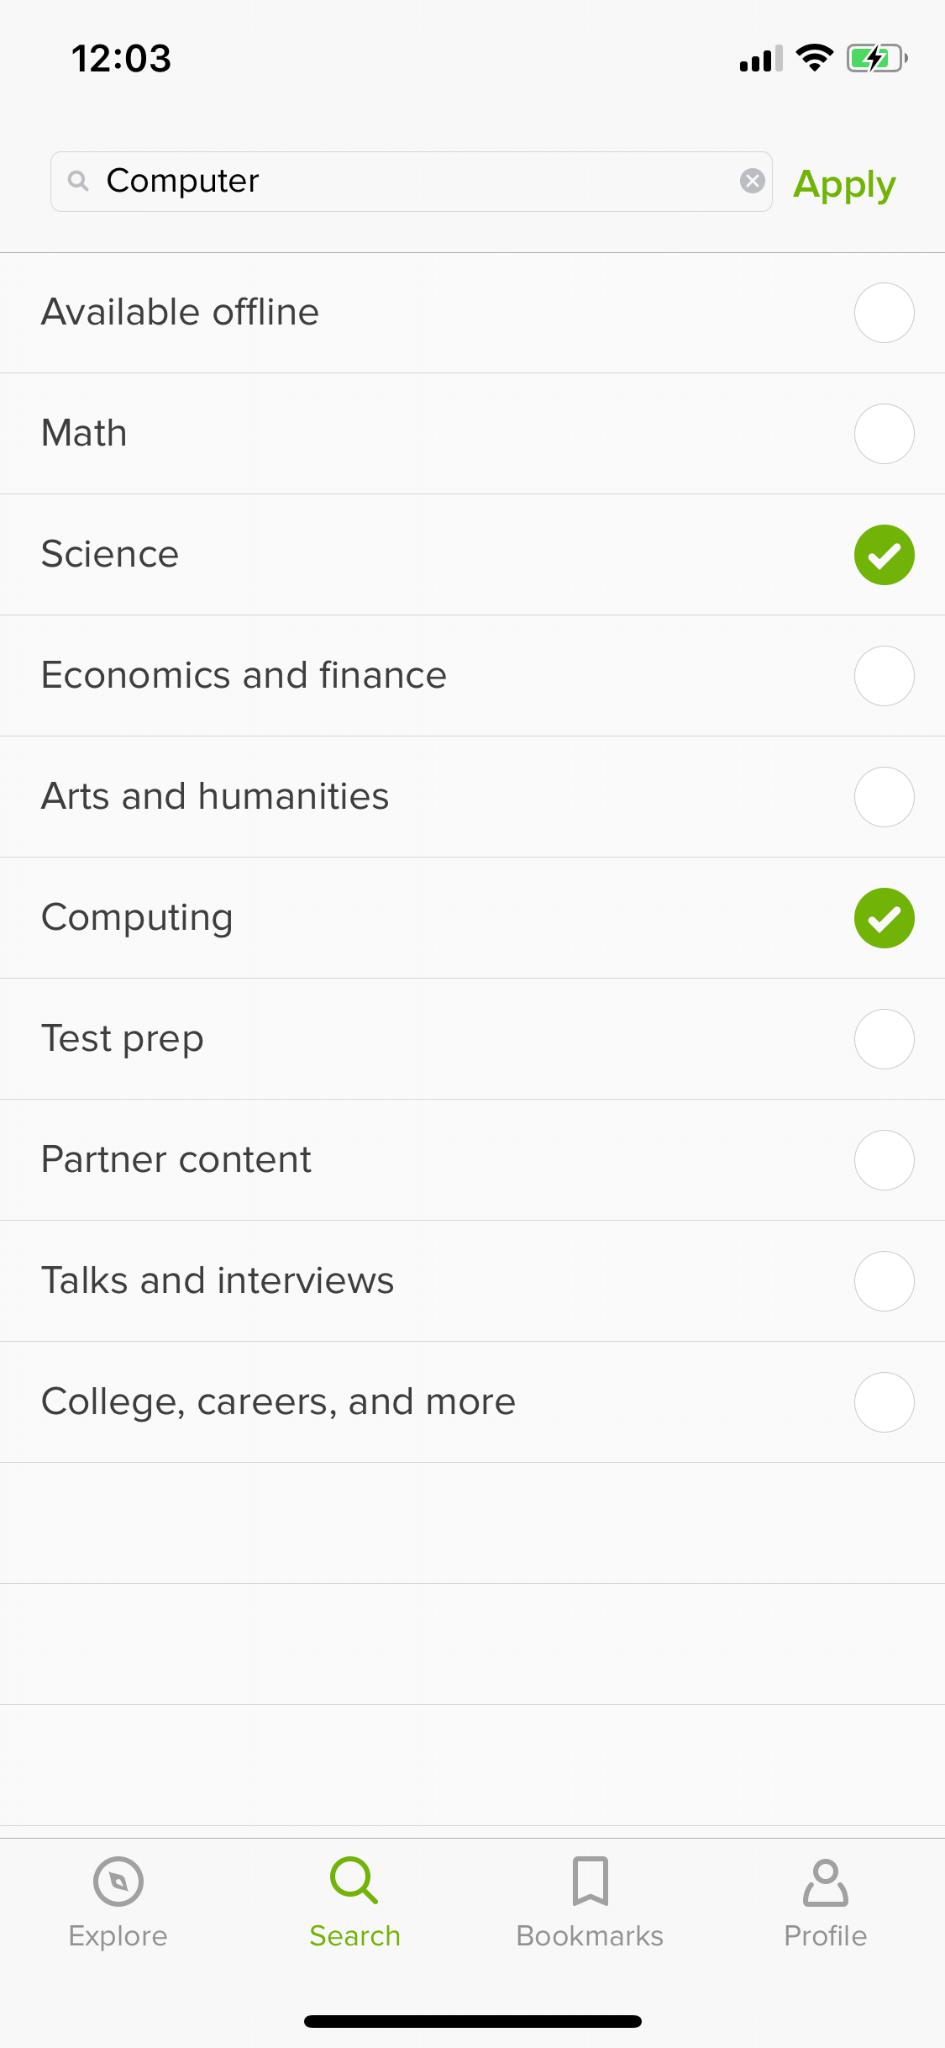 12:03
Computer
Apply
Available offline
Math
Science
Economics and finance
Arts and humanities
Computing
Test prep
Partner content
Talks and interviews
College, careers, and more
Explore
Search
Bookmarks
Profile